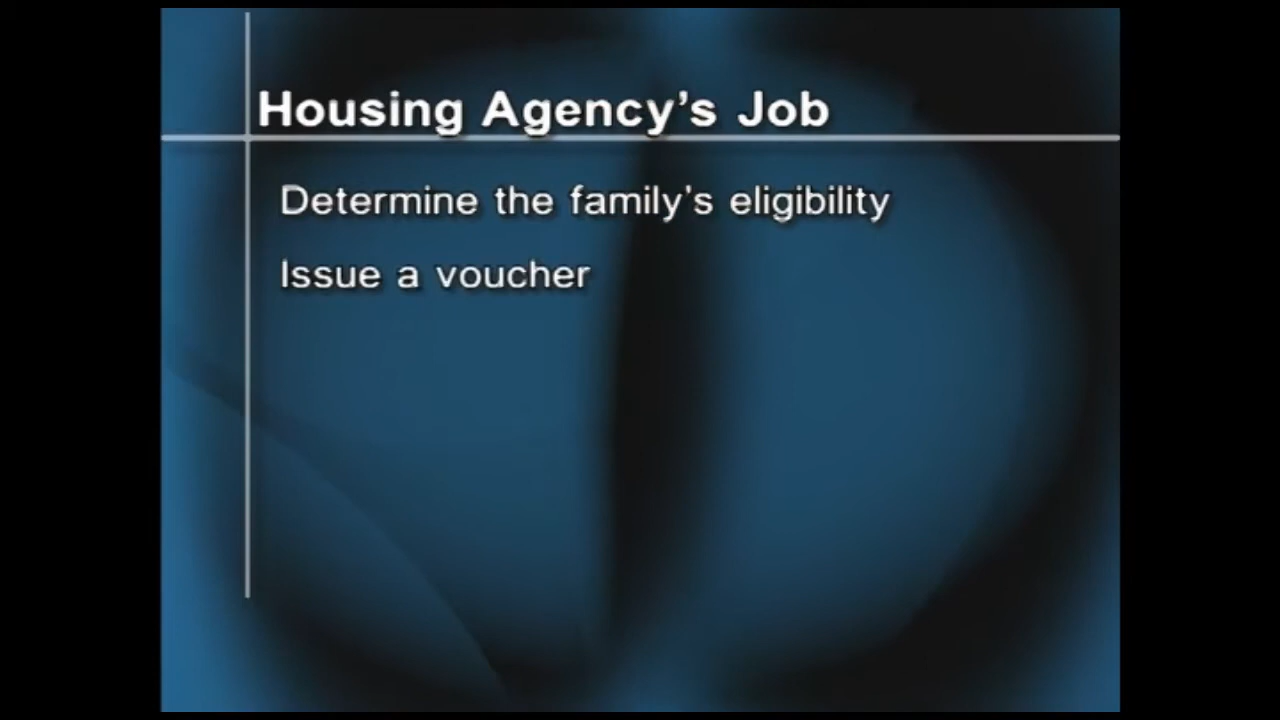 Housing Agency’s Job
Determine the family’s eligibility
Issue a voucher